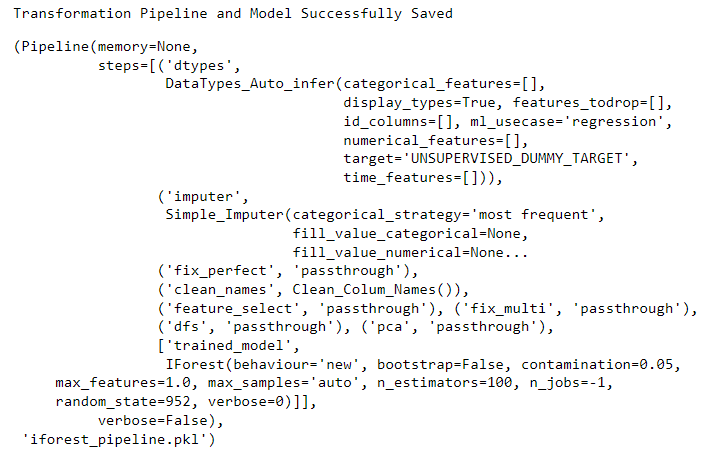 Transformation Pipeline and Model Successfully Saved
(Pipeline(memory=None,
steps=[('dtypes',
DataTypes_Auto_infer(categorical_features=[],
display_types=True, features_todrop=[],
id_columns=[], ml_usecase='regression',
numerical_features=[],
target='UNSUPERVISED_DUMMY_TARGET',
time_features=[])),
('imputer',
Simple_Imputer(categorical_strategy='most frequent',
fill_value_categorical=None,
fill_value_numerical=None...
('fix_perfect', 'passthrough'),
('clean_names', Clean_Colum_Names()),
('feature_select', 'passthrough'), ('fix_multi', 'passthrough'),
('dfs', 'passthrough'), ('pca', 'passthrough'),
['trained_model',
IForest(behaviour='new', bootstrap=False, contamination=0.05,
max_features=1.0, max_samples='auto', n_estimators=100, n_jobs=-1,
random_state=952, verbose=0)]],
verbose=False),
'iforest_pipeline.pkl')